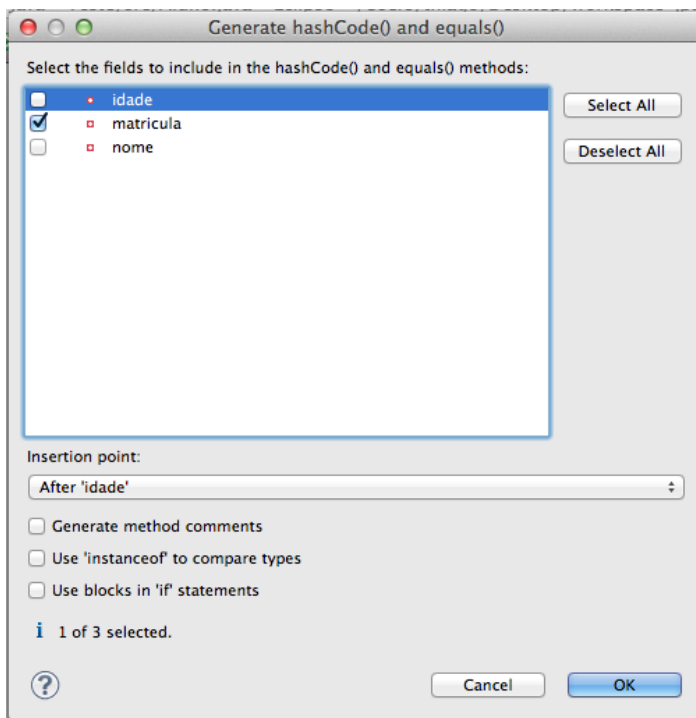 Generate hashCode() and equals()
Select the fields to include in the hashCode() and equals() methods:
idade
matricula
nome
Select All
Deselect All
Insertion point:
After 'idade'
Generate method comments
Use 'instanceof' to compare types
Use blocks in 'if' statements
i 1 of 3 selected.
?
Cancel
OK